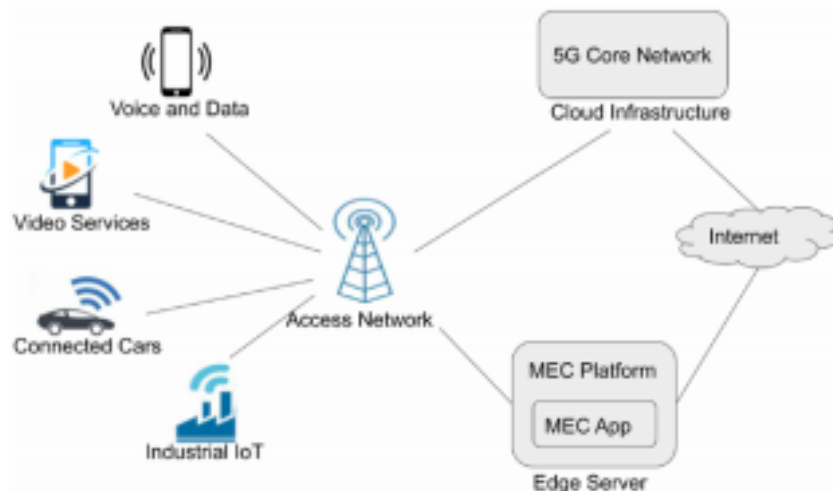 5G Core Network
Voice and Data
Cloud Infrastructure
Video Services
Internet
Access Network
Connected Cars
MEC Platform
MEC App
Industrial IoT
Edge Server